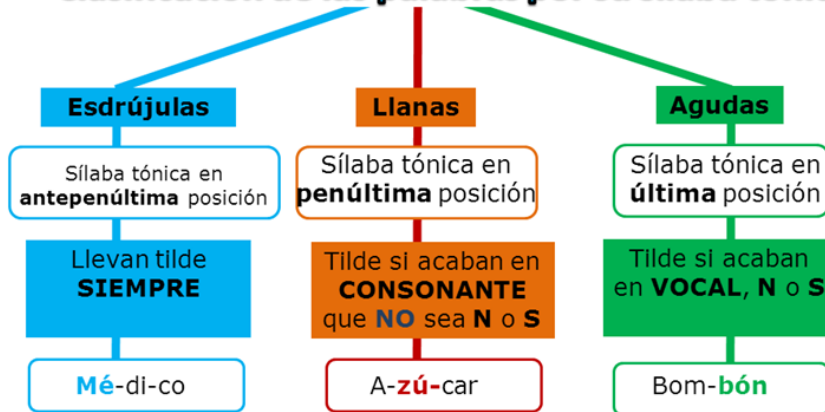 Esdrújulas
Llanas
Agudas
Sílaba tónica en
antepenúltima posición
Sílaba tónica en
penúltima posición
Sílaba tónica en
última posición
Llevan tilde
SIEMPRE
Tilde si acaban en
CONSONANTE
que NO sea N o S
Tilde si acaban
en VOCAL, N o S
Mé-di-co
A-zú-car
Bom-bón